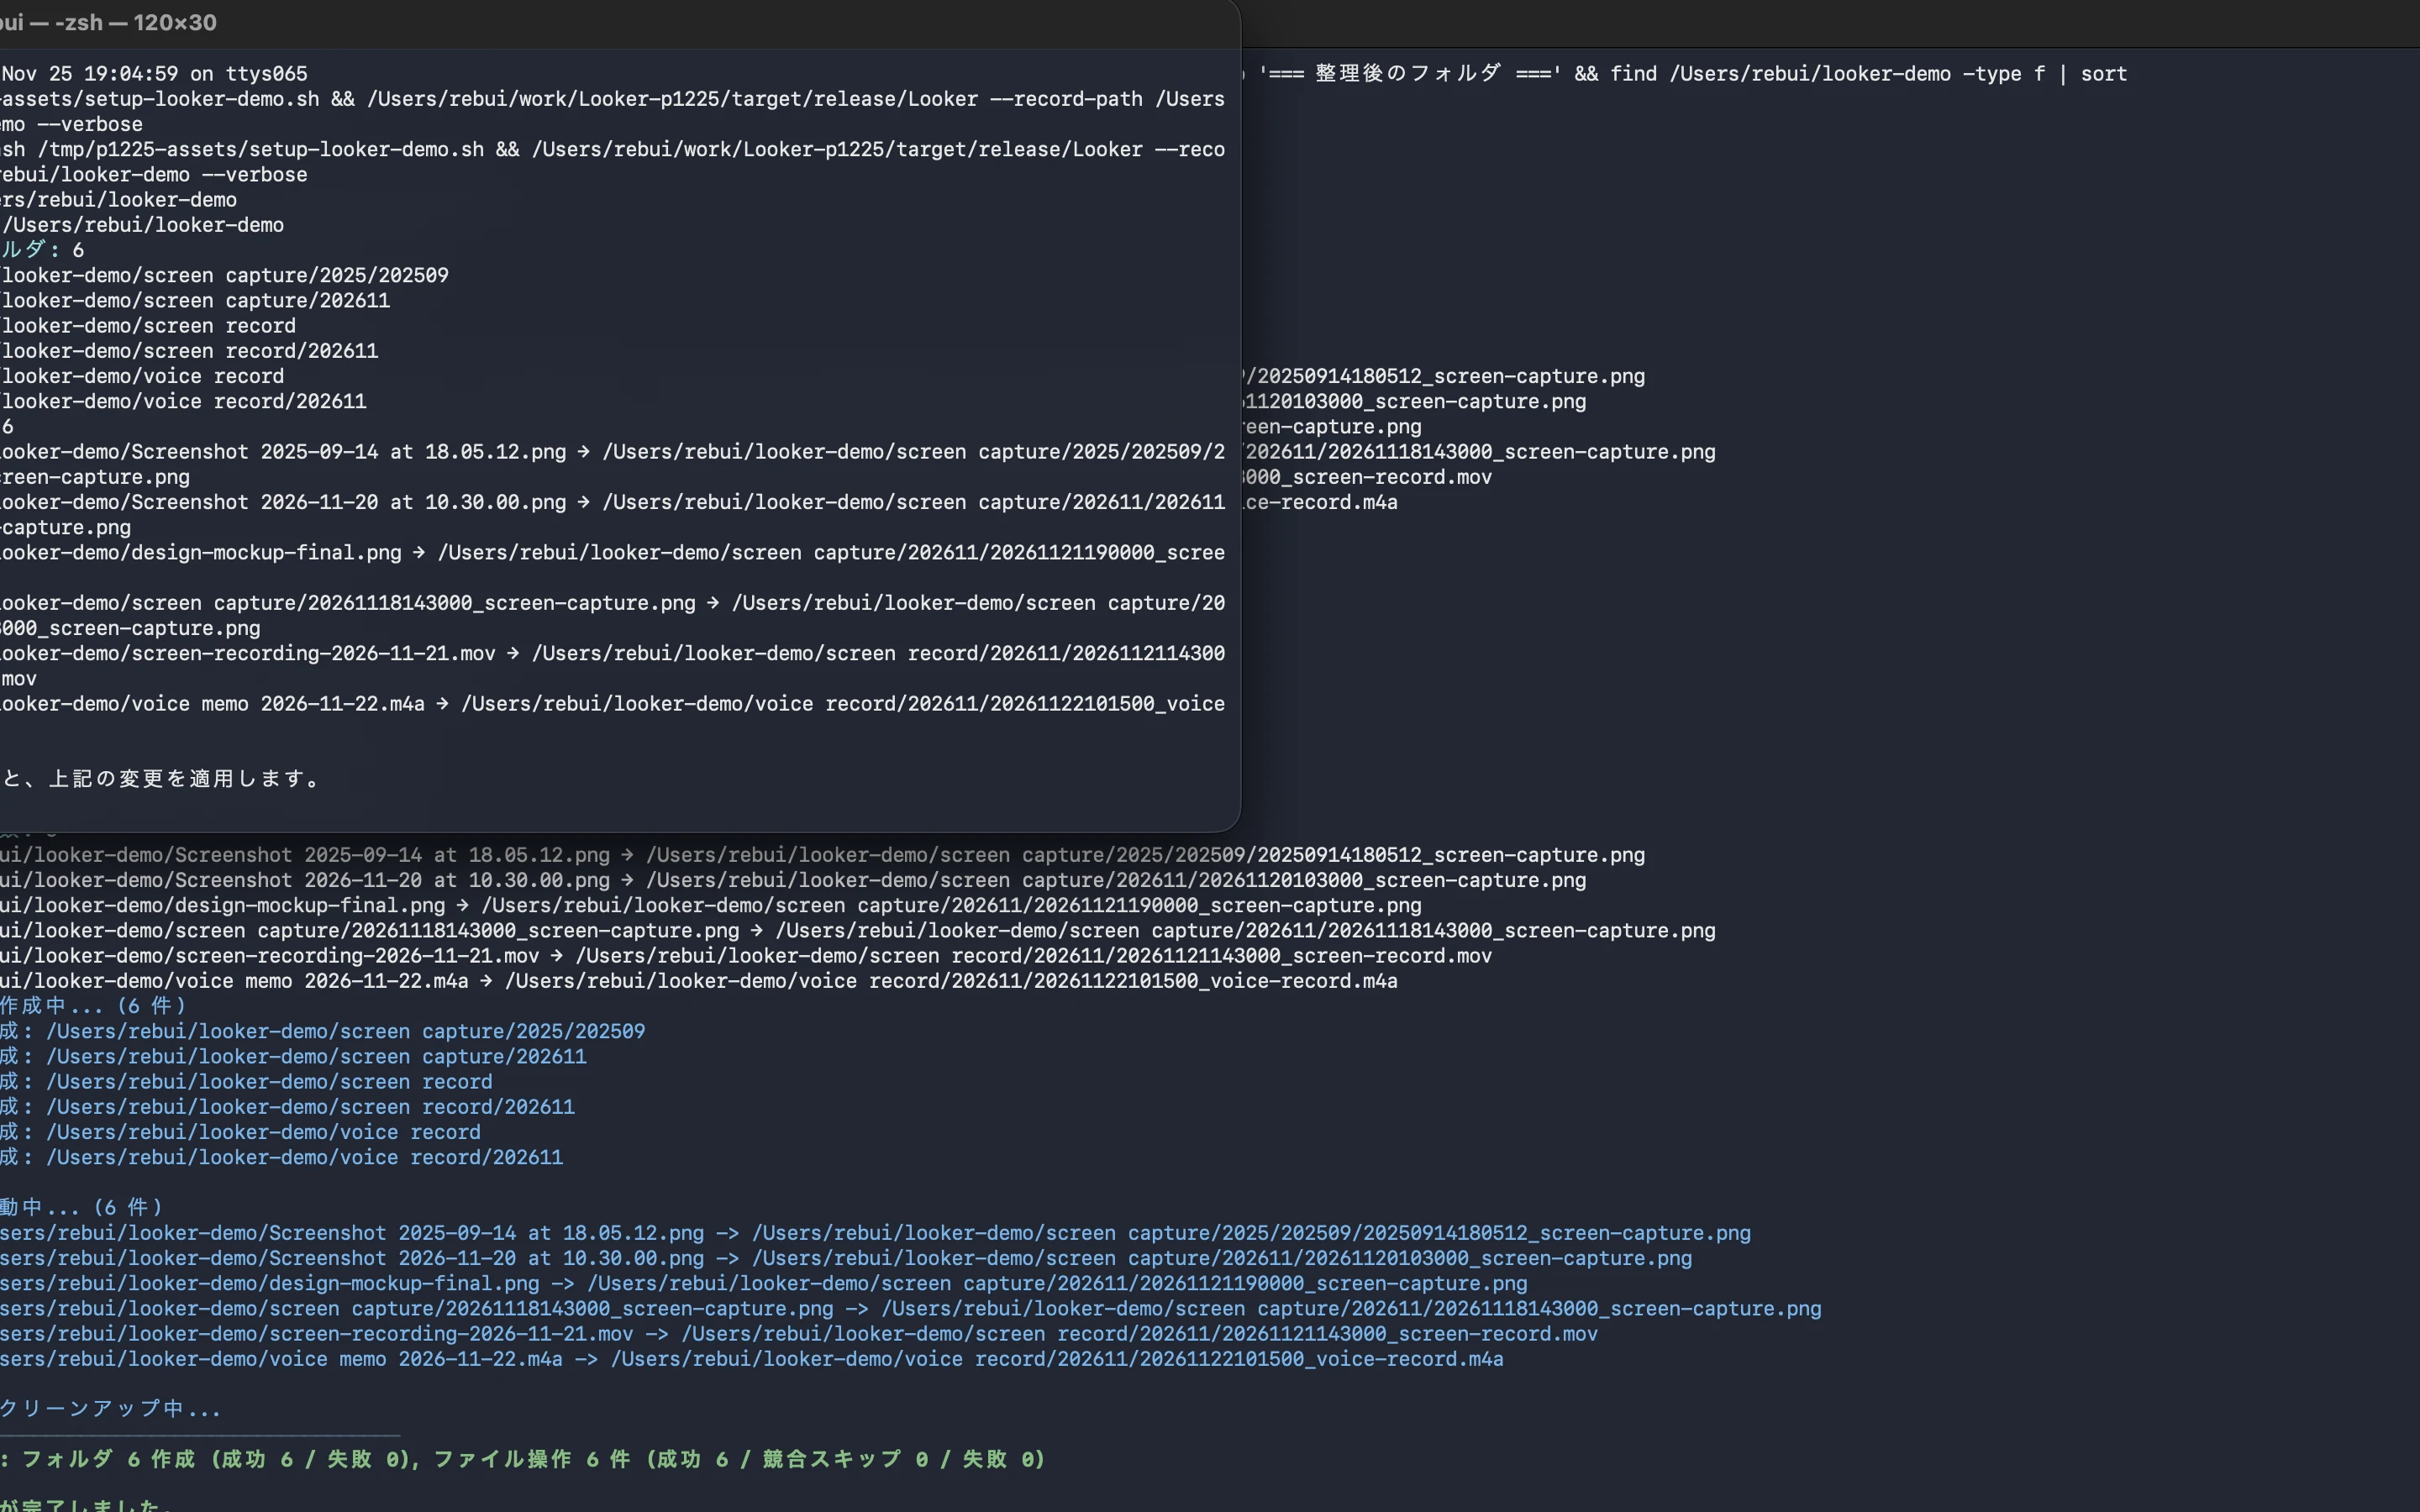 ui — -zsh — 120×30
Nov 25 19:04:59 on ttys065
-assets/setup-looker-demo.sh && /Users/rebui/work/Looker-p1225/target/release/Looker --record-path /Users
emo --verbose
sh /tmp/p1225-assets/setup-looker-demo.sh && /Users/rebui/work/Looker-p1225/target/release/Looker --reco
rebui/looker-demo --verbose
rs/rebui/looker-demo
/Users/rebui/looker-demo
ルダ: 6
looker-demo/screen capture/2025/202509
looker-demo/screen capture/202611
looker-demo/screen record
looker-demo/screen record/202611
looker-demo/voice record
looker-demo/voice record/202611
6
ooker-demo/Screenshot 2025-09-14 at 18.05.12.png → /Users/rebui/looker-demo/screen capture/2025/202509/2
creen-capture.png
ooker-demo/Screenshot 2026-11-20 at 10.30.00.png → /Users/rebui/looker-demo/screen capture/202611/202611
-capture.png
ooker-demo/design-mockup-final.png → /Users/rebui/looker-demo/screen capture/202611/20261121190000_scree
ooker-demo/screen capture/20261118143000_screen-capture.png → /Users/rebui/looker-demo/screen capture/20
000_screen-capture.png
ooker-demo/screen-recording-2026-11-21.mov → /Users/rebui/looker-demo/screen record/202611/2026112114300
mov
ooker-demo/voice memo 2026-11-22.m4a → /Users/rebui/looker-demo/voice record/202611/20261122101500_voice
と、上記の変更を適用します。
'=== 整理後のフォルダ ===' && find /Users/rebui/looker-demo -type f | sort
/20250914180512_screen-capture.png
1120103000_screen-capture.png
een-capture.png
202611/20261118143000_screen-capture.png
000_screen-record.mov
ce-record.m4a
ui/looker-demo/Screenshot 2025-09-14 at 18.05.12.png → /Users/rebui/looker-demo/screen capture/2025/202509/20250914180512_screen-capture.png
ui/looker-demo/Screenshot 2026-11-20 at 10.30.00.png → /Users/rebui/looker-demo/screen capture/202611/20261120103000_screen-capture.png
ui/looker-demo/design-mockup-final.png → /Users/rebui/looker-demo/screen capture/202611/20261121190000_screen-capture.png
ui/looker-demo/screen capture/20261118143000_screen-capture.png → /Users/rebui/looker-demo/screen capture/202611/20261118143000_screen-capture.png
ui/looker-demo/screen-recording-2026-11-21.mov → /Users/rebui/looker-demo/screen record/202611/20261121143000_screen-record.mov
ui/looker-demo/voice memo 2026-11-22.m4a → /Users/rebui/looker-demo/voice record/202611/20261122101500_voice-record.m4a
作成中... (6 件)
成: /Users/rebui/looker-demo/screen capture/2025/202509
成: /Users/rebui/looker-demo/screen capture/202611
成: /Users/rebui/looker-demo/screen record
成: /Users/rebui/looker-demo/screen record/202611
成: /Users/rebui/looker-demo/voice record
成: /Users/rebui/looker-demo/voice record/202611
動中... (6 件)
sers/rebui/looker-demo/Screenshot 2025-09-14 at 18.05.12.png -> /Users/rebui/looker-demo/screen capture/2025/202509/20250914180512_screen-capture.png
sers/rebui/looker-demo/Screenshot 2026-11-20 at 10.30.00.png -> /Users/rebui/looker-demo/screen capture/202611/20261120103000_screen-capture.png
sers/rebui/looker-demo/design-mockup-final.png -> /Users/rebui/looker-demo/screen capture/202611/20261121190000_screen-capture.png
sers/rebui/looker-demo/screen capture/20261118143000_screen-capture.png -> /Users/rebui/looker-demo/screen capture/202611/20261118143000_screen-capture.png
sers/rebui/looker-demo/screen-recording-2026-11-21.mov -> /Users/rebui/looker-demo/screen record/202611/20261121143000_screen-record.mov
sers/rebui/looker-demo/voice memo 2026-11-22.m4a -> /Users/rebui/looker-demo/voice record/202611/20261122101500_voice-record.m4a
クリーンアップ中...
: フォルダ 6 作成 (成功 6 / 失敗 0), ファイル操作 6 件 (成功 6 / 競合スキップ 0 / 失敗 0)
が完了しました。